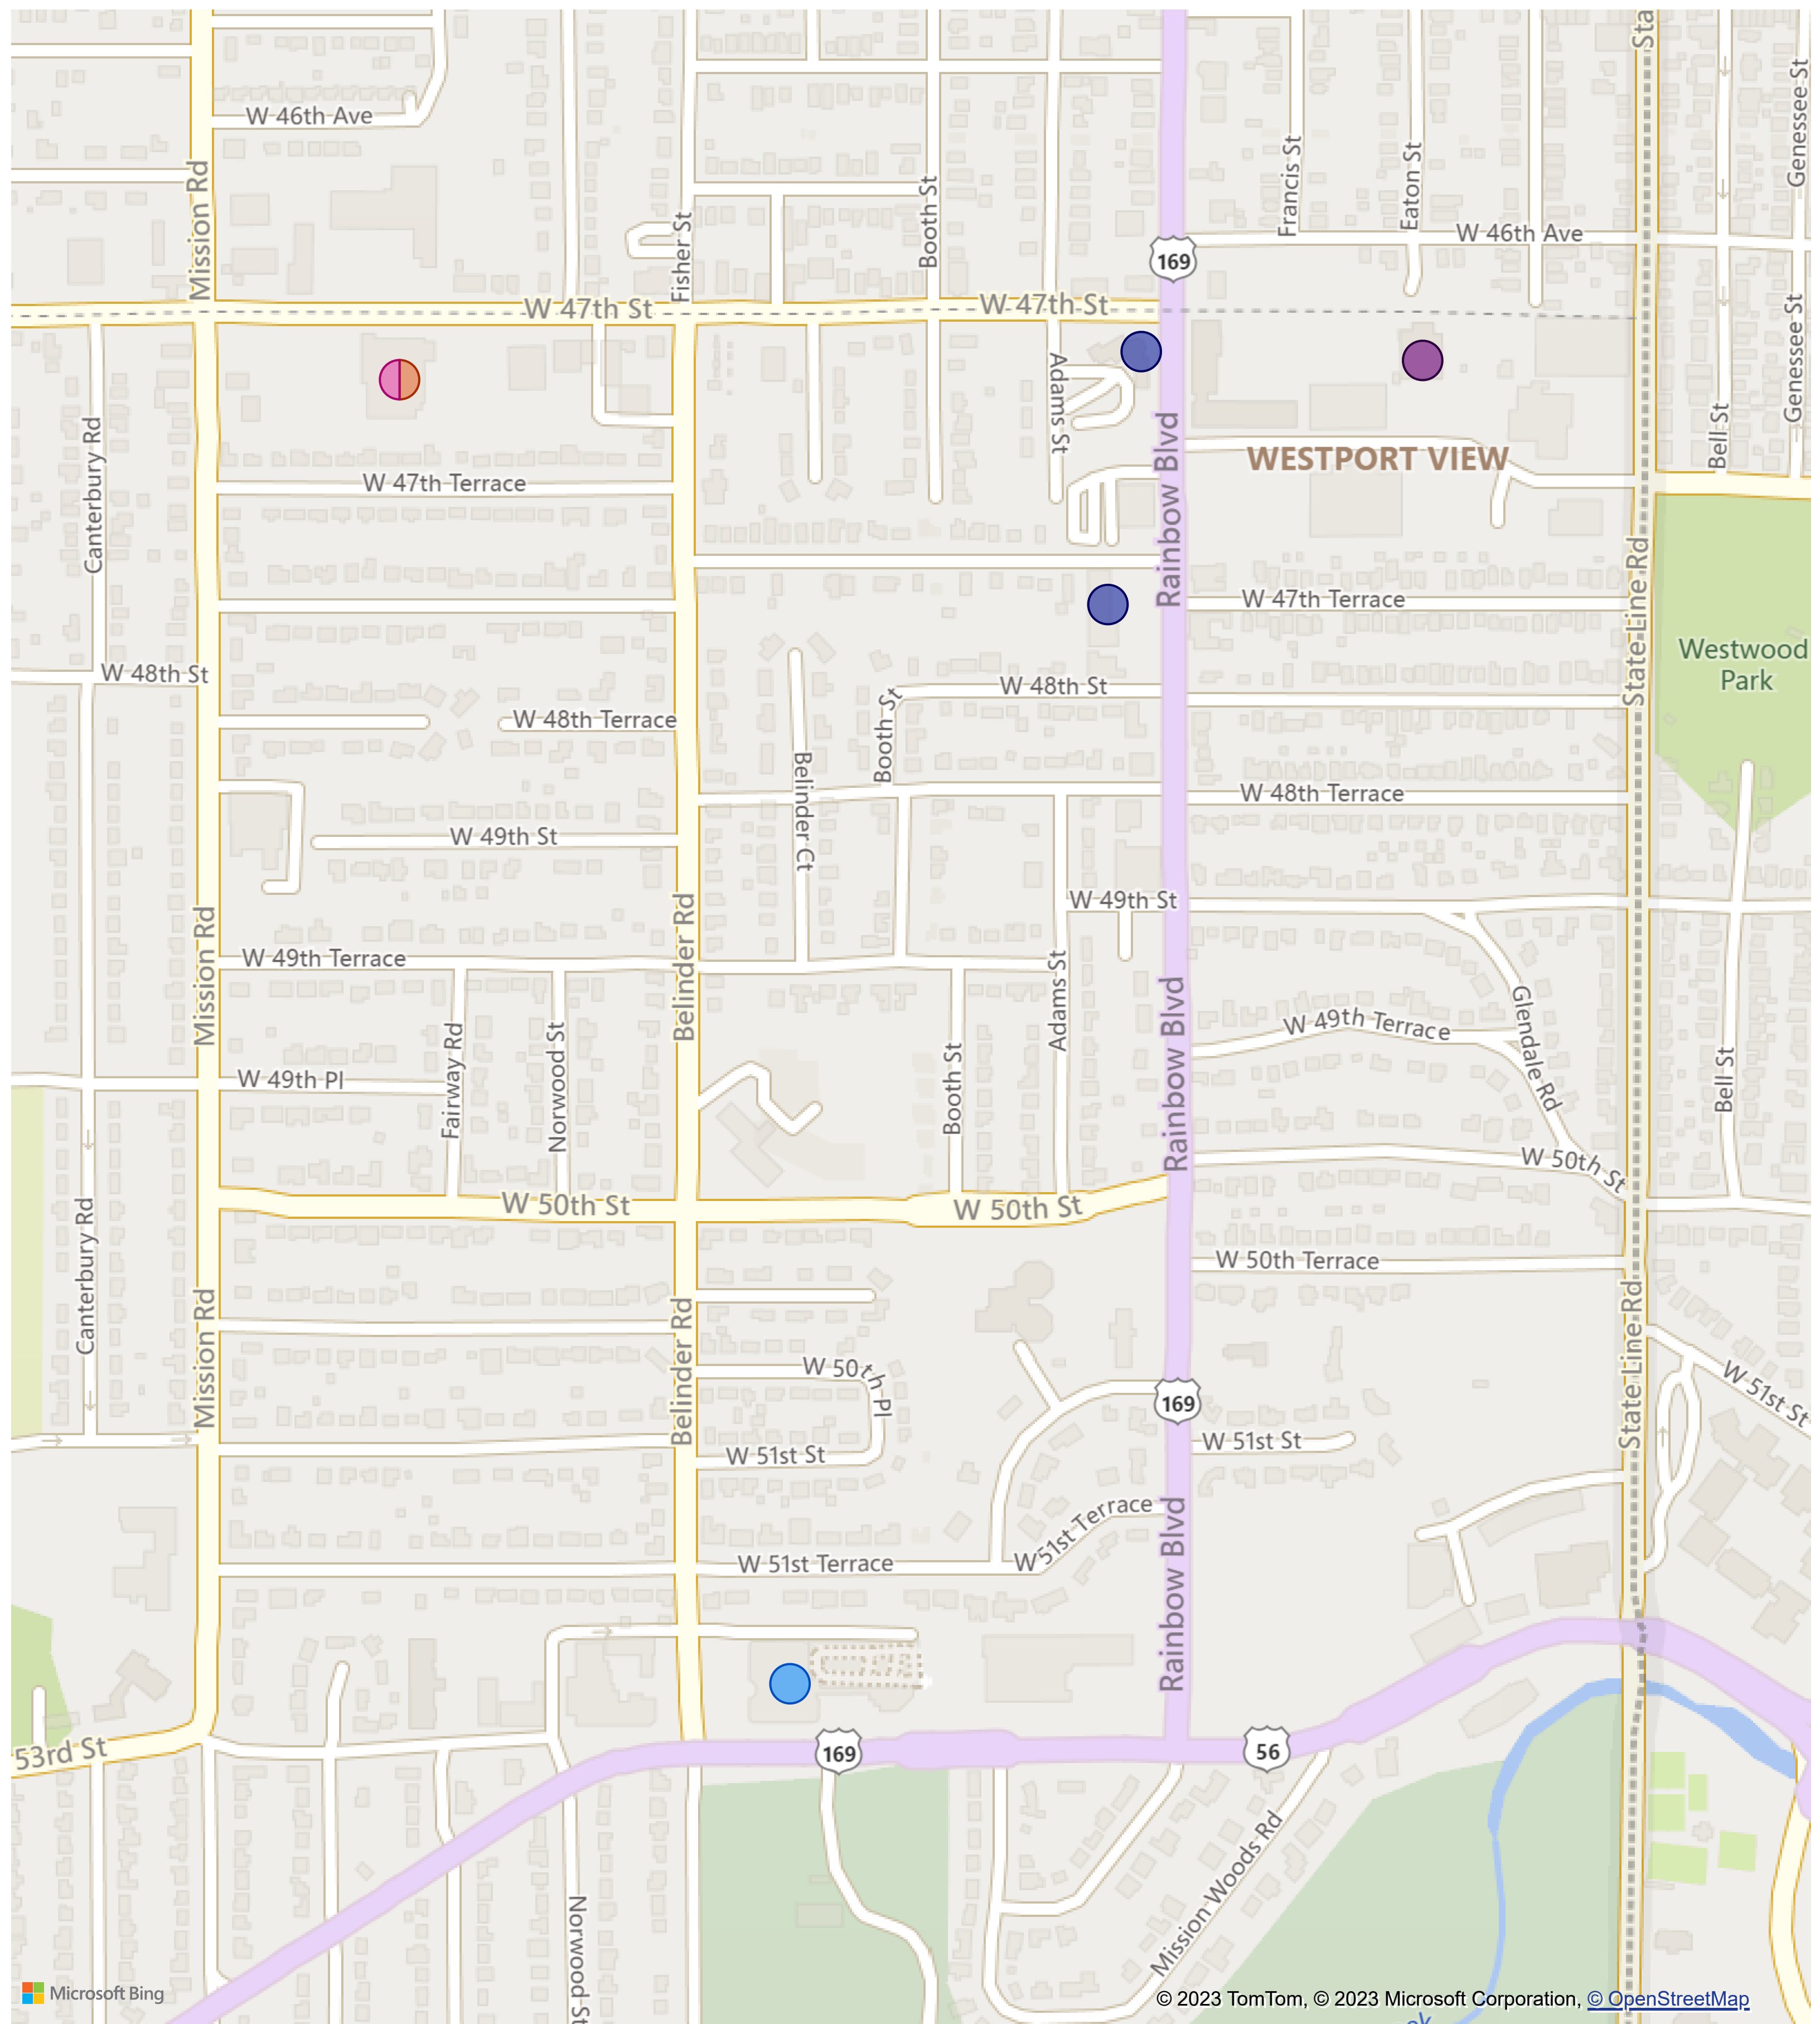 Sta
Genesee St
W 46th Ave
Mission Rd
Francis St
Eaton St
Booth St
Fisher St
W 46th Ave
169
W 47th St
W 47th St
Genesee St
Adams St
Bell St
Canterbury Rd
Rainbow Blvd
WESTPORT VIEW
W 47th Terrace
State Line Rd
W 47th Terrace
Westwood
Park
W 48th St
W 48th St
Booth St
W 48th Terrace
Belinder Ct
W 48th Terrace
W 49th St
W 49th St
Mission Rd
Belinder Rd
W 49th Terrace
Adams St
Rainbow Blvd
Glendale Rd
W 49th Terrace
Fairway Rd
Norwood St
Booth St
Bell St
W 49th Pl
W 50th St
W 50th St
W 50th St
Canterbury Rd
W 50th Terrace
Mission Rd
Belinder Rd
State Line Rd
W 50th Pl
169
W 51st St
W 51st St
W 51st St
Rainbow Blvd
W 51st Terrace
W 51st Terrace
53rd St
169
56
Mission Woods Rd
Norwood St
Microsoft Bing
© 2023 TomTom, © 2023 Microsoft Corporation, © OpenStreetMap